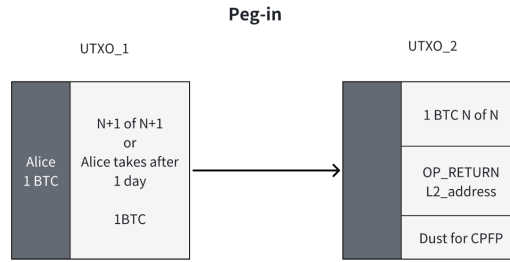 Peg-in
UTXO_1
UTXO_2
Alice
1 BTC
N+1 of N+1
or
Alice takes after
1 day
1BTC
1 BTC N of N
OP_RETURN
L2_address
Dust for CPFP